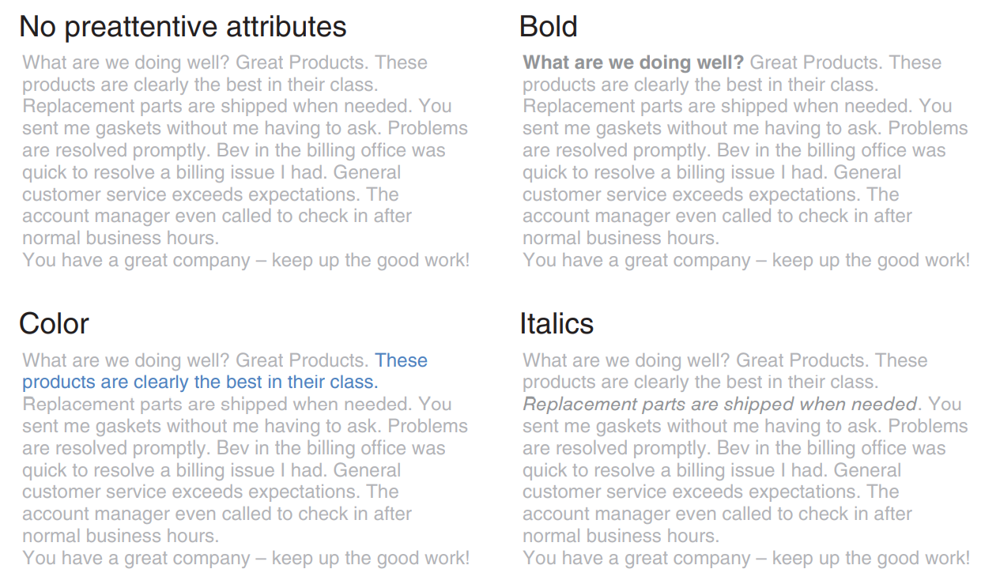 No preattentive attributes
What are we doing well? Great Products. These
products are clearly the best in their class.
Replacement parts are shipped when needed. You
sent me gaskets without me having to ask. Problems
are resolved promptly. Bev in the billing office was
quick to resolve a billing issue I had. General
customer service exceeds expectations. The
account manager even called to check in after
normal business hours.
You have a great company – keep up the good work!
Bold
What are we doing well? Great Products. These
products are clearly the best in their class.
Replacement parts are shipped when needed. You
sent me gaskets without me having to ask. Problems
are resolved promptly. Bev in the billing office was
quick to resolve a billing issue I had. General
customer service exceeds expectations. The
account manager even called to check in after
normal business hours.
You have a great company – keep up the good work!
Color
What are we doing well? Great Products. These
products are clearly the best in their class.
Replacement parts are shipped when needed. You
sent me gaskets without me having to ask. Problems
are resolved promptly. Bev in the billing office was
quick to resolve a billing issue I had. General
customer service exceeds expectations. The
account manager even called to check in after
normal business hours.
You have a great company – keep up the good work!
Italics
What are we doing well? Great Products. These
products are clearly the best in their class.
Replacement parts are shipped when needed. You
sent me gaskets without me having to ask. Problems
are resolved promptly. Bev in the billing office was
quick to resolve a billing issue I had. General
customer service exceeds expectations. The
account manager even called to check in after
normal business hours.
You have a great company – keep up the good work!